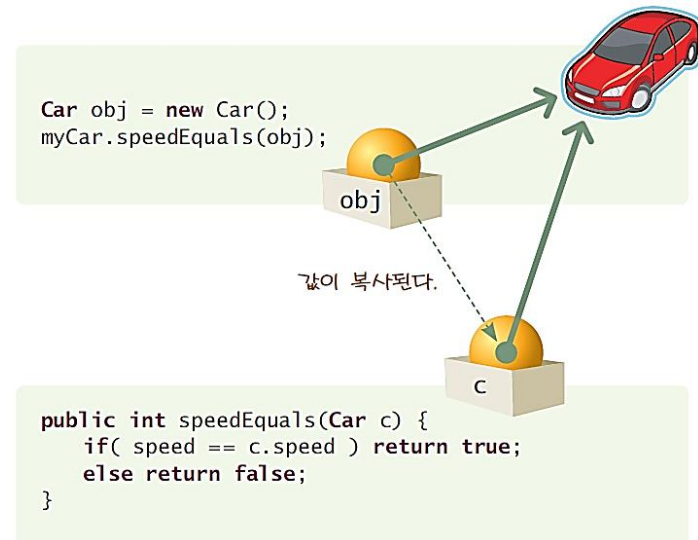 Car obj = new Car();
myCar.speedEquals(obj);
obj
값이 복사된다.
c
public int speedEquals(Car c) {
if( speed == c.speed ) return true;
else return false;
}